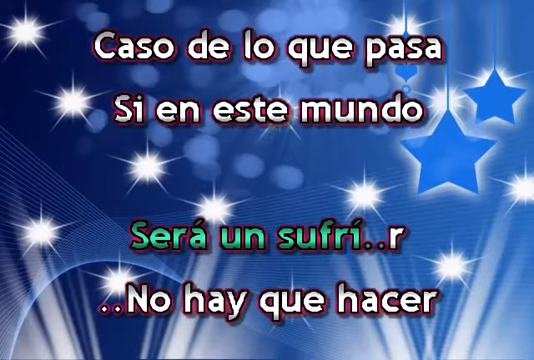 Caso de lo que pasa
Si en este mundo
Será un sufrí..r
..No hay que hacer